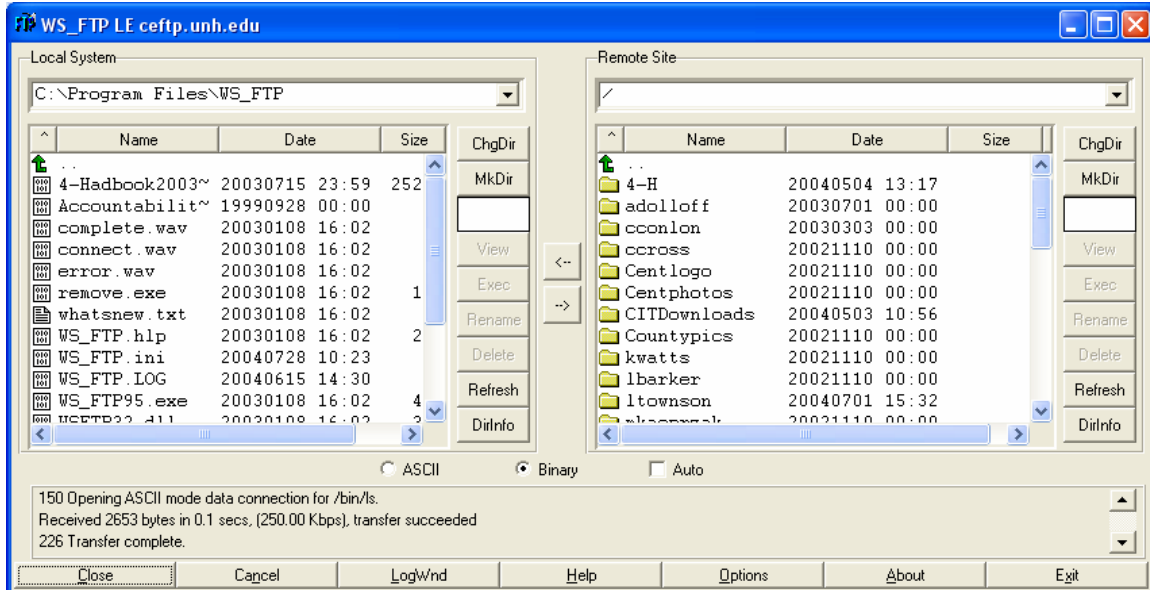 WS_FTP LE ceftp.unh.edu
Local System
C:\Program Files\WS_FTP
^ Name Date Size
..
4-Hadbook2003~ 20030715 23:59 252
Accountabilit~ 19990928 00:00
complete.wav 20030108 16:02
connect.wav 20030108 16:02
error.wav 20030108 16:02
remove.exe 20030108 16:02 1
whatsnew.txt 20030108 16:02
WS_FTP.hlp 20030108 16:02 2
WS_FTP.ini 20040728 10:23
WS_FTP.LOG 20040615 14:30
WS_FTP95.exe 20030108 16:02 4
ChgDir
MkDir
View
Exec
Rename
Delete
Refresh
DirInfo
<--
-->
Remote Site
/
^ Name Date Size
..
4-H 20040504 13:17
adolloff 20030701 00:00
cconlon 20030303 00:00
ccross 20021110 00:00
Centlogo 20021110 00:00
Centphotos 20021110 00:00
CITDownloads 20040503 10:56
Countypics 20021110 00:00
kwatts 20021110 00:00
lbarker 20021110 00:00
ltownson 20040701 15:32
ChgDir
MkDir
View
Exec
Rename
Delete
Refresh
DirInfo
ASCII Binary Auto
150 Opening ASCII mode data connection for /bin/ls.
Received 2653 bytes in 0.1 secs, (250.00 Kbps), transfer succeeded
226 Transfer complete.
Close Cancel LogWnd Help Options About Exit